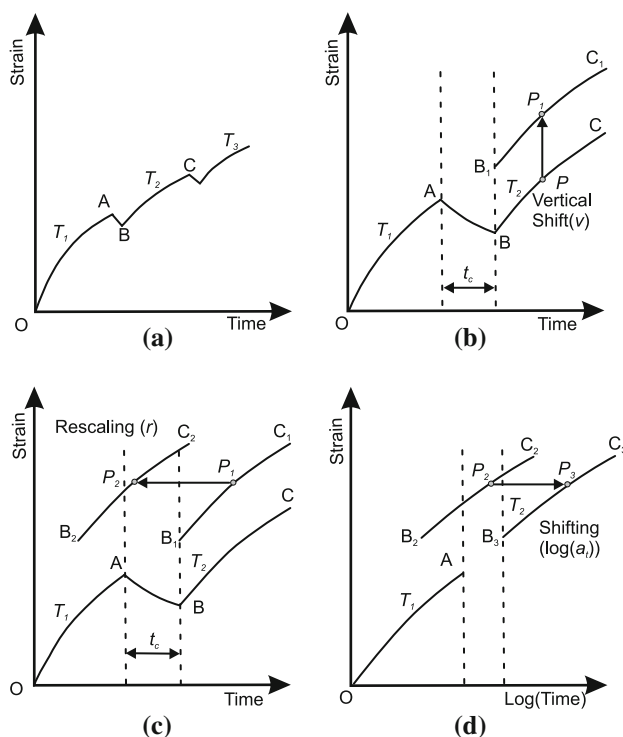 Strain
C
T3
T2
A
T1
B
O
Time
(a)
Strain
C1
P1
C
B1
T2
P
A
Vertical
Shift(v)
T1
B
tc
O
Time
(b)
Strain
Rescaling (r)
C2
C1
P2
P1
C
B2
B1
T2
A
T1
B
tc
O
Time
(c)
Strain
C2
C3
P2
P3
T2
B2
B3
Shifting
(log(at))
A
T1
O
Log(Time)
(d)